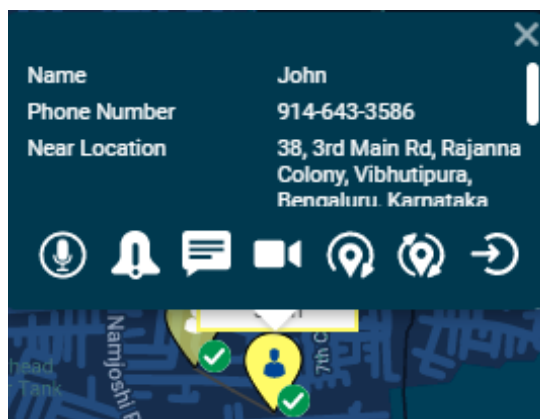 Name John
Phone Number 914-643-3586
Near Location 38, 3rd Main Rd, Rajanna
Colony, Vibhutipura,
Bengaluru, Karnataka
Namjoshi
7th C
head
Tank